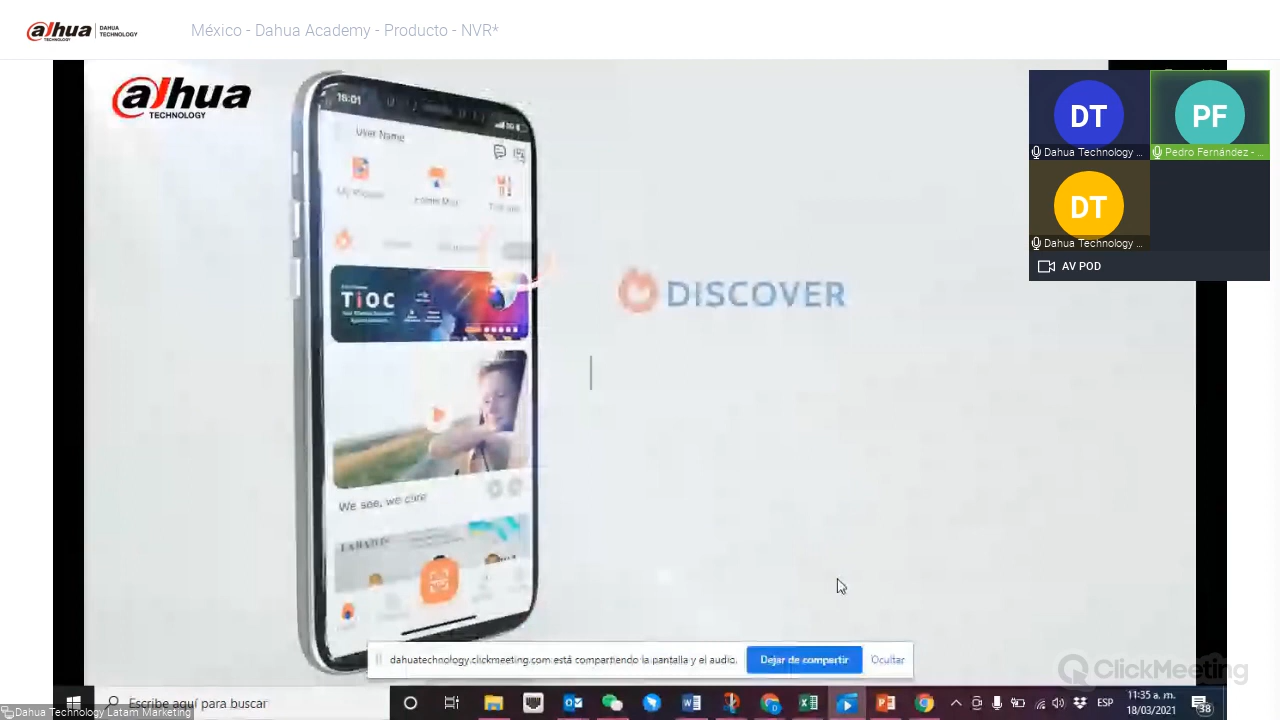 alhua TECHNOLOGY
DAHUA TECHNOLOGY
México - Dahua Academy - Producto - NVR*
alhua
TECHNOLOGY
16:01
User Name
TiOC
We see, we care
DISCOVER
DT
Dahua Technology ...
PF
Pedro Fernández - ...
DT
Dahua Technology ...
AV POD
dahuatechnology.clickmeeting.com está compartiendo la pantalla y el audio.
Dejar de compartir
Ocultar
ClickMeeting
Escribe aquí para buscar
Dahua Technology Latam Marketing
ESP
11:35 a. m.
18/03/2021
38